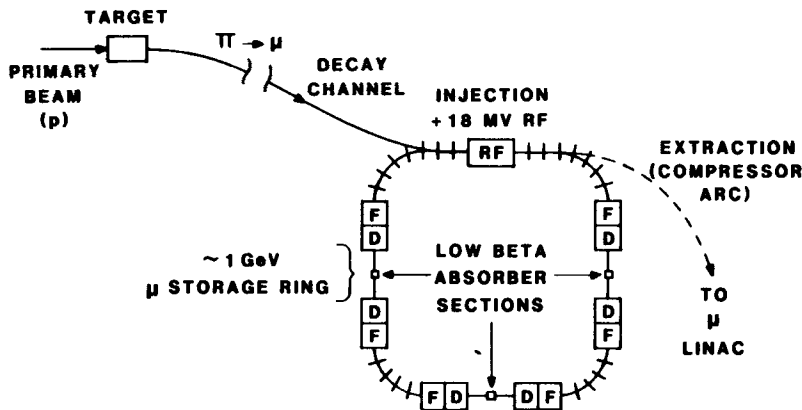 TARGET
PRIMARY
BEAM
(p)
π → μ
DECAY
CHANNEL
INJECTION
+ 18 MV RF
RF
EXTRACTION
(COMPRESSOR
ARC)
F
D
F
D
~ 1 GeV
μ STORAGE RING
LOW BETA
ABSORBER
SECTIONS
TO
μ
LINAC
D
F
D
F
F D
D F